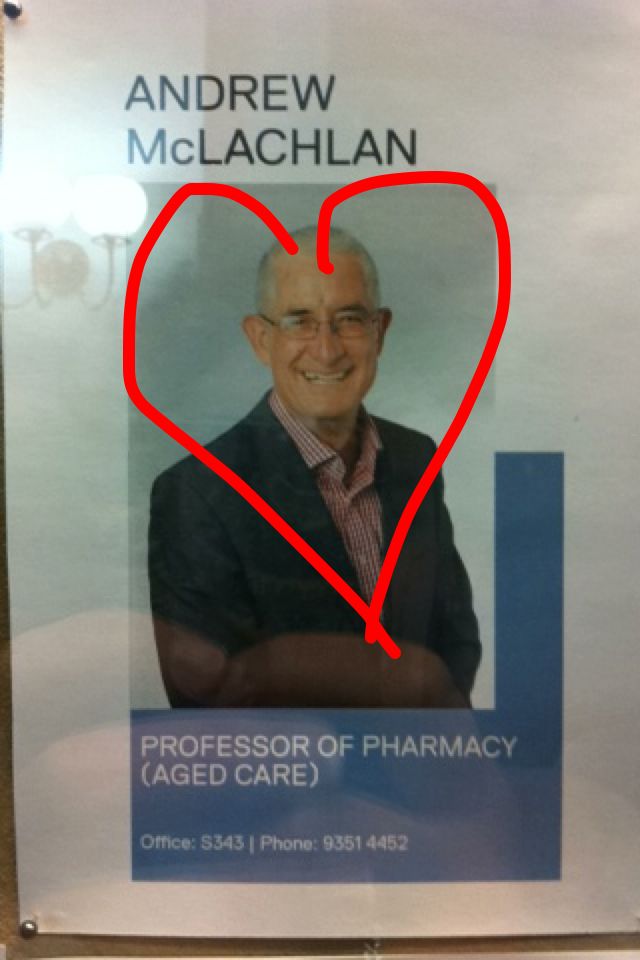 ANDREW
McLACHLAN
PROFESSOR OF PHARMACY
(AGED CARE)
Office: S343 | Phone: 9351 4452